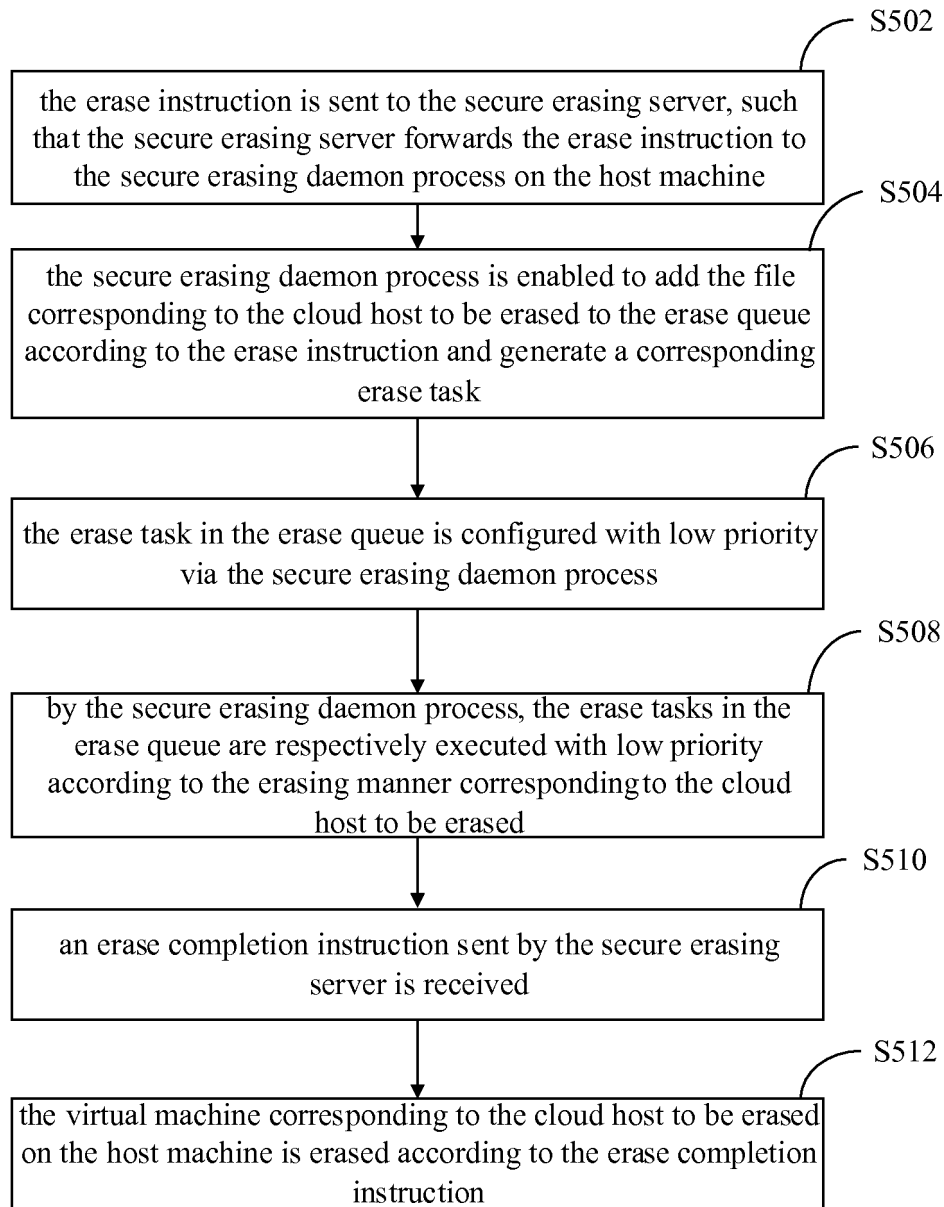 S502
the erase instruction is sent to the secure erasing server, such
that the secure erasing server forwards the erase instruction to
the secure erasing daemon process on the host machine
S504
the secure erasing daemon process is enabled to add the file
corresponding to the cloud host to be erased to the erase queue
according to the erase instruction and generate a corresponding
erase task
S506
the erase task in the erase queue is configured with low priority
via the secure erasing daemon process
S508
by the secure erasing daemon process, the erase tasks in the
erase queue are respectively executed with low priority
according to the erasing manner corresponding to the cloud
host to be erased
S510
an erase completion instruction sent by the secure erasing
server is received
S512
the virtual machine corresponding to the cloud host to be erased
on the host machine is erased according to the erase completion
instruction